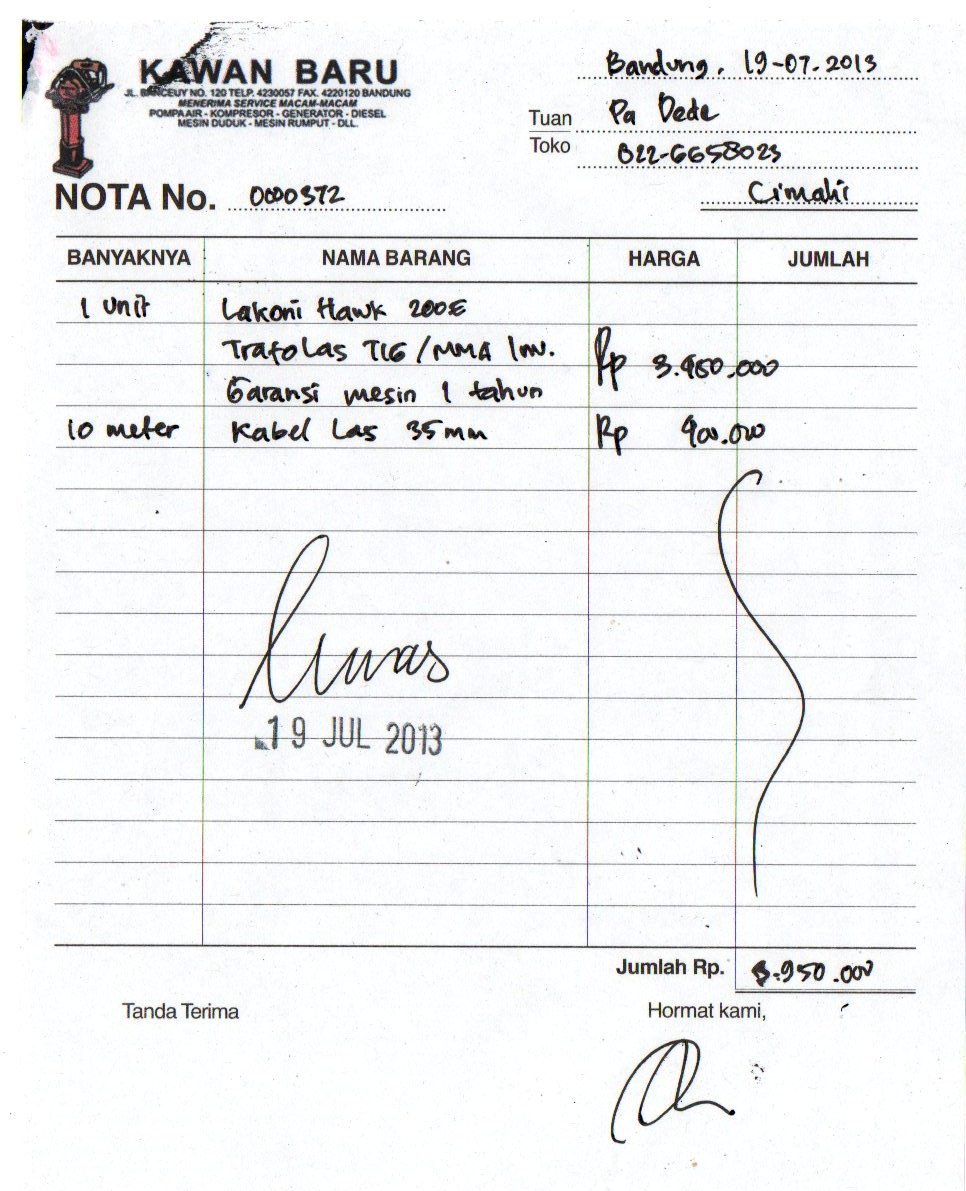 KAWAN BARU
JL. BANCEUY NO. 120 TELP. 4230057 FAX. 4220120 BANDUNG
MENERIMA SERVICE MACAM-MACAM
POMPA AIR - KOMPRESOR - GENERATOR - DIESEL
MESIN DUDUK - MESIN RUMPUT - DLL.
Bandung, 19-07-2013
Tuan Pa Dede
Toko 022-6658023
Cimahi
NOTA No. 0000372
BANYAKNYA NAMA BARANG HARGA JUMLAH
1 unit Lakoni Hawk 200E
Trafo Las TIG/MMA Inv. Rp 3.950.000
Garansi mesin 1 tahun
10 meter Kabel Las 35mm Rp 900.000
Lunas
19 JUL 2013
Jumlah Rp. .950.000
Tanda Terima Hormat kami,